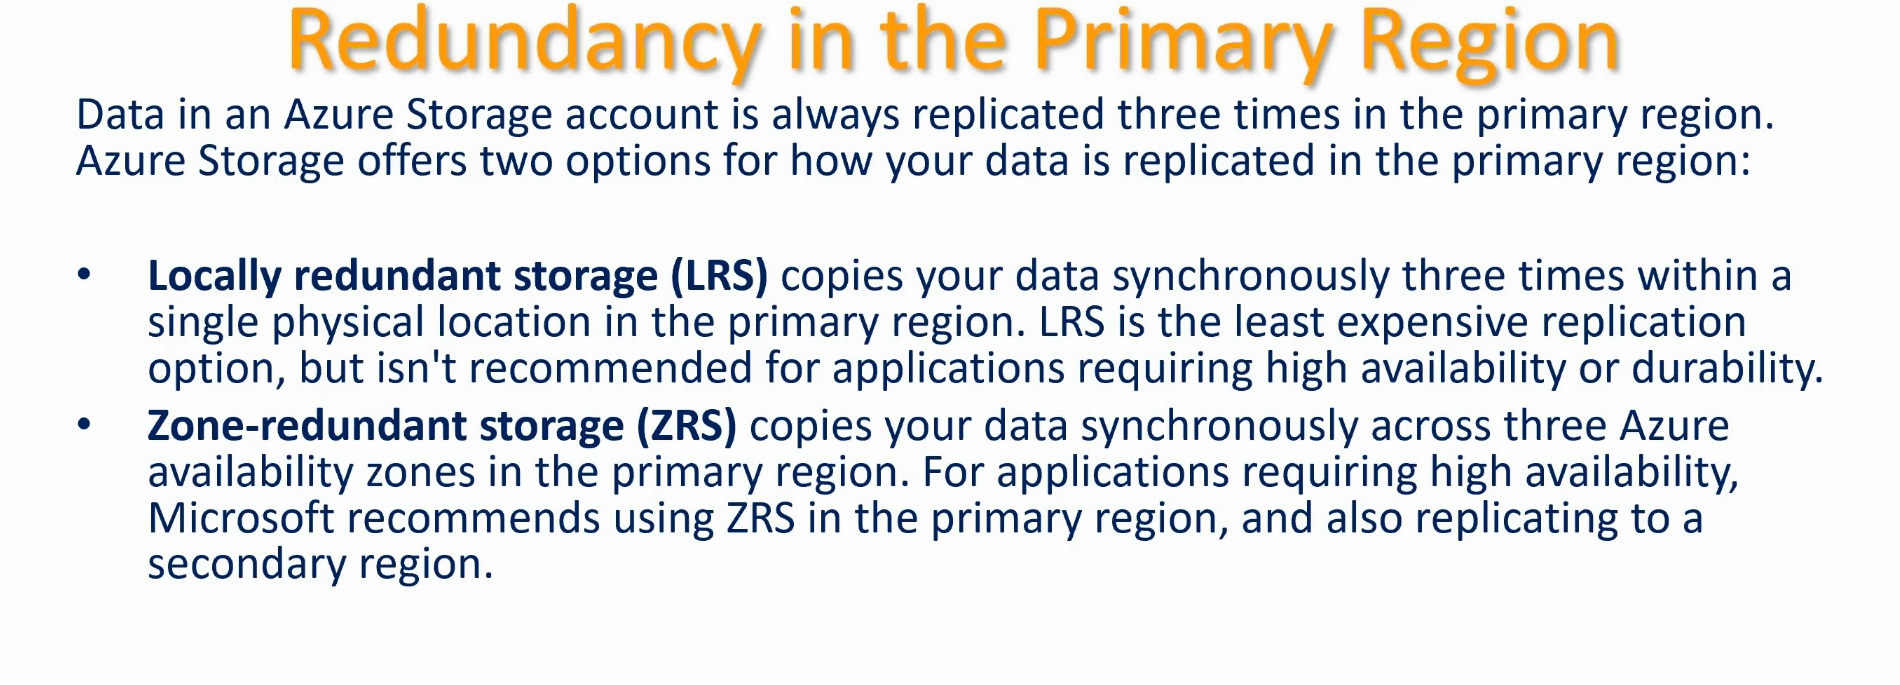 Redundancy in the Primary Region
Data in an Azure Storage account is always replicated three times in the primary region.
Azure Storage offers two options for how your data is replicated in the primary region:
• Locally redundant storage (LRS) copies your data synchronously three times within a
single physical location in the primary region. LRS is the least expensive replication
option, but isn't recommended for applications requiring high availability or durability.
• Zone-redundant storage (ZRS) copies your data synchronously across three Azure
availability zones in the primary region. For applications requiring high availability,
Microsoft recommends using ZRS in the primary region, and also replicating to a
secondary region.